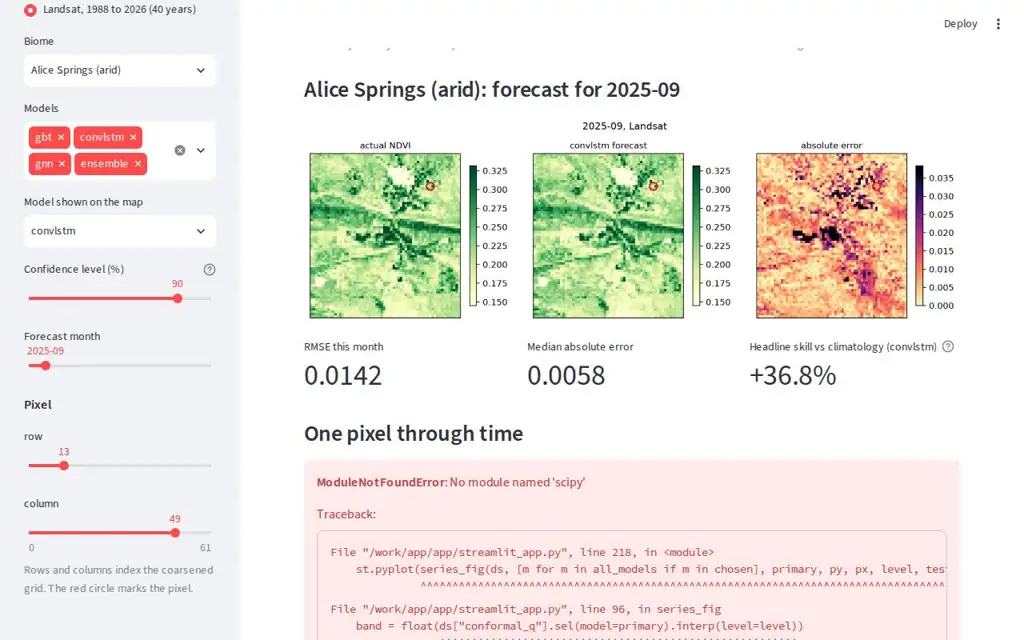 Landsat, 1988 to 2026 (40 years)
Biome
Alice Springs (arid)
Models
gbt × convlstm ×
gnn × ensemble ×
Model shown on the map
convlstm
Confidence level (%)
90
Forecast month
2025-09
Pixel
row
13
column
49
0 61
Rows and columns index the coarsened
grid. The red circle marks the pixel.
Deploy
Alice Springs (arid): forecast for 2025-09
2025-09, Landsat
actual NDVI
0.325
0.300
0.275
0.250
0.225
0.200
0.175
0.150
convlstm forecast
0.325
0.300
0.275
0.250
0.225
0.200
0.175
0.150
absolute error
0.035
0.030
0.025
0.020
0.015
0.010
0.005
0.000
RMSE this month
0.0142
Median absolute error
0.0058
Headline skill vs climatology (convlstm)
+36.8%
One pixel through time
ModuleNotFoundError: No module named 'scipy'
Traceback:
File "/work/app/app/streamlit_app.py", line 218, in <module>
st.pyplot(series_fig(ds, [m for m in all_models if m in chosen], primary, py, px, level, tes
File "/work/app/app/streamlit_app.py", line 96, in series_fig
band = float(ds["conformal_q"].sel(model=primary).interp(level=level))